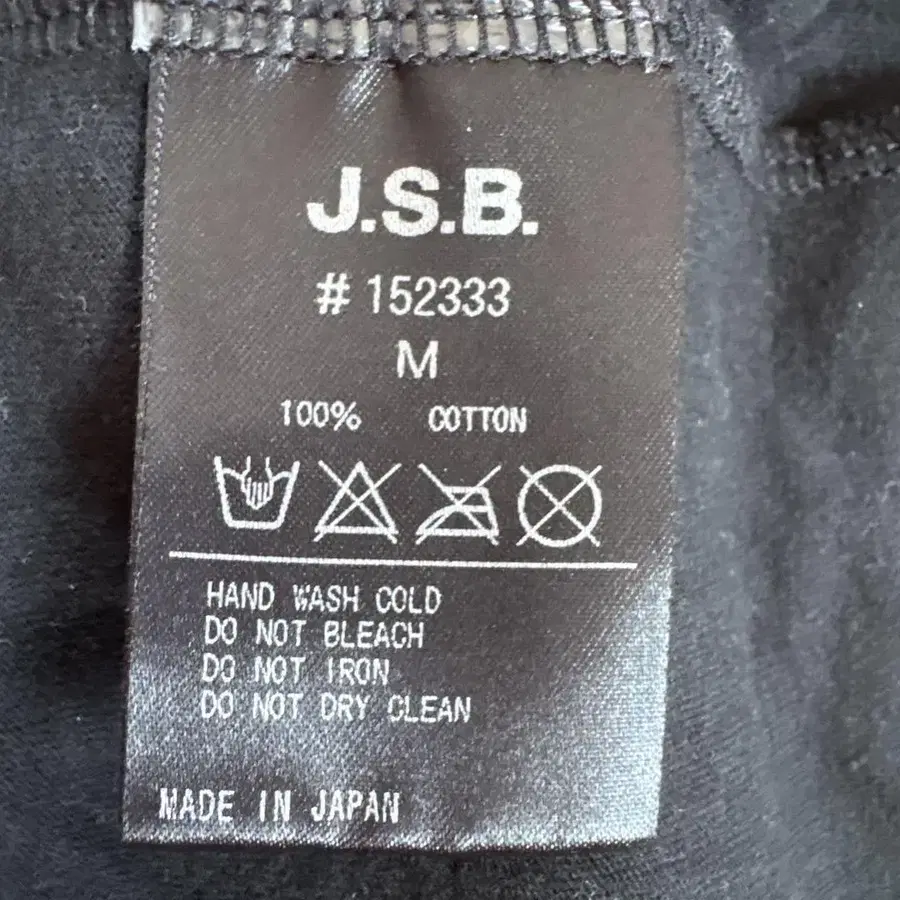 J.S.B.
# 152333
M
100% COTTON
HAND WASH COLD
DO NOT BLEACH
DO NOT IRON
DO NOT DRY CLEAN
MADE IN JAPAN